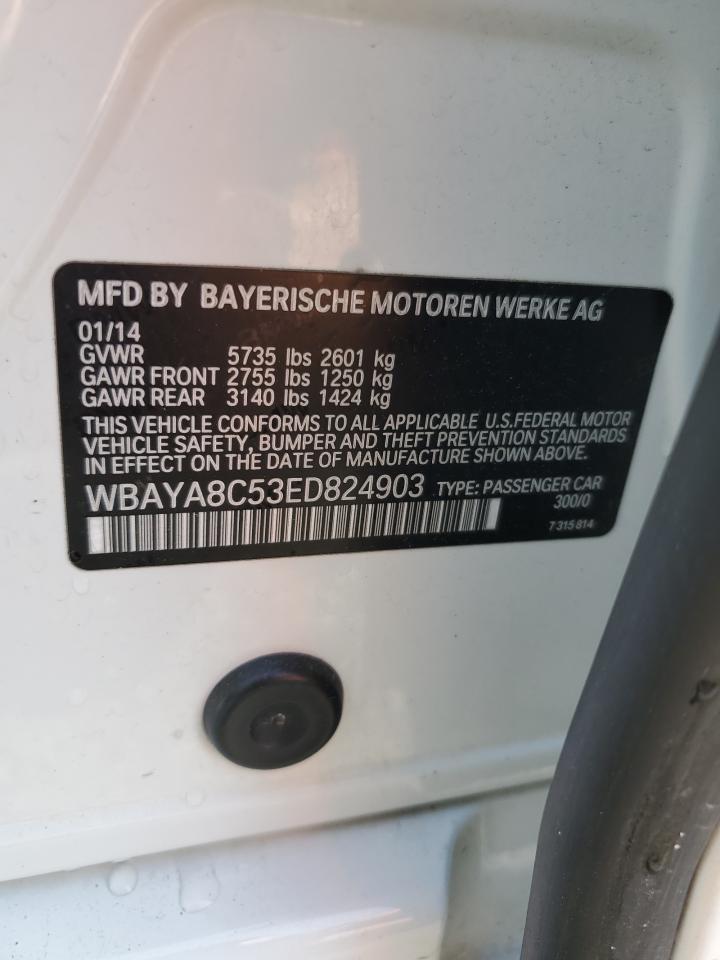 MFD BY BAYERISCHE MOTOREN WERKE AG
01/14
GVWR 5735 lbs 2601 kg
GAWR FRONT 2755 lbs 1250 kg
GAWR REAR 3140 lbs 1424 kg
THIS VEHICLE CONFORMS TO ALL APPLICABLE U.S.FEDERAL MOTOR
VEHICLE SAFETY, BUMPER AND THEFT PREVENTION STANDARDS
IN EFFECT ON THE DATE OF MANUFACTURE SHOWN ABOVE.
WBAYA8C53ED824903 TYPE: PASSENGER CAR
300/0
7 315 814